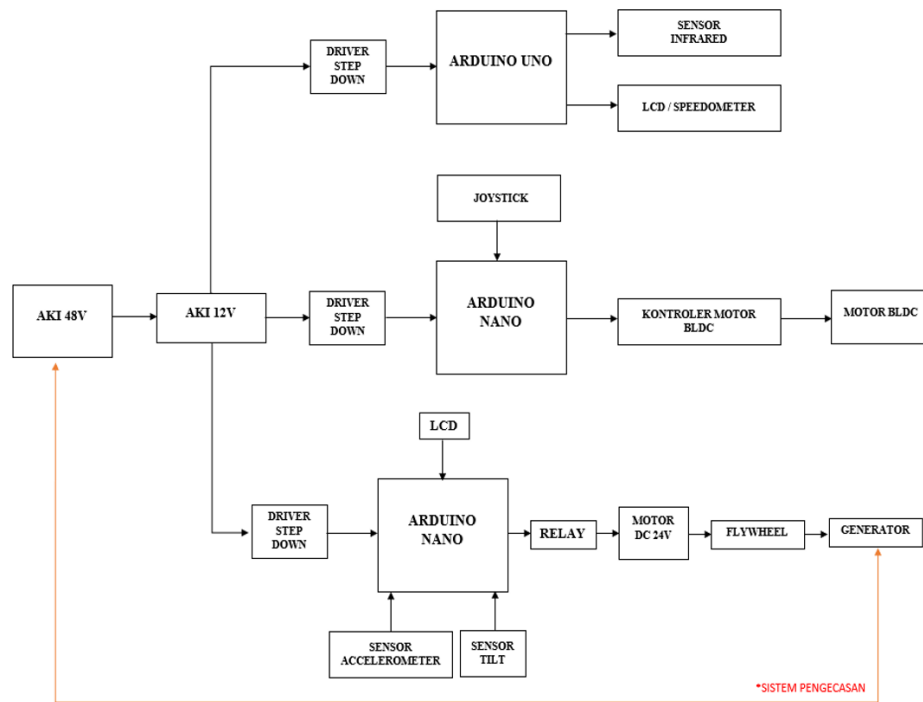 DRIVER
STEP
DOWN
ARDUINO UNO
SENSOR
INFRARED
LCD / SPEEDOMETER
JOYSTICK
AKI 48V
AKI 12V
DRIVER
STEP
DOWN
ARDUINO
NANO
KONTROLER MOTOR
BLDC
MOTOR BLDC
LCD
DRIVER
STEP
DOWN
ARDUINO
NANO
RELAY
MOTOR
DC 24V
FLYWHEEL
GENERATOR
SENSOR
ACCELEROMETER
SENSOR
TILT
*SISTEM PENGECASAN